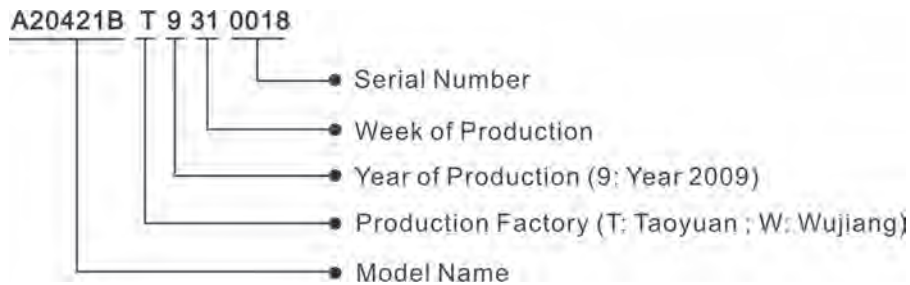 A20421B T 9 31 0018
Serial Number
Week of Production
Year of Production (9: Year 2009)
Production Factory (T: Taoyuan ; W: Wujiang)
Model Name